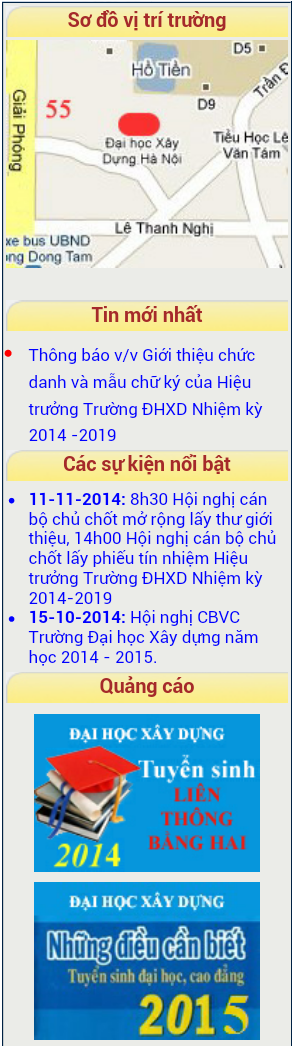 Sơ đồ vị trí trường
D5
Hồ Tiền
Trần Đ
D9
Giải Phóng
55
Đại học Xây
Dựng Hà Nội
Tiểu Học Lê
Văn Tám
Lê Thanh Nghị
xe bus UBND
ng Dong Tam
Tin mới nhất
Thông báo v/v Giới thiệu chức
danh và mẫu chữ ký của Hiệu
trưởng Trường ĐHXD Nhiệm kỳ
2014 -2019
Các sự kiện nổi bật
11-11-2014: 8h30 Hội nghị cán
bộ chủ chốt mở rộng lấy thư giới
thiệu, 14h00 Hội nghị cán bộ chủ
chốt lấy phiếu tín nhiệm Hiệu
trưởng Trường ĐHXD Nhiệm kỳ
2014-2019
15-10-2014: Hội nghị CBVC
Trường Đại học Xây dựng năm
học 2014 - 2015.
Quảng cáo
ĐẠI HỌC XÂY DỰNG
Tuyển sinh
LIÊN
THÔNG
BẰNG HAI
2014
ĐẠI HỌC XÂY DỰNG
Những điều cần biết
Tuyển sinh đại học, cao đẳng
2015